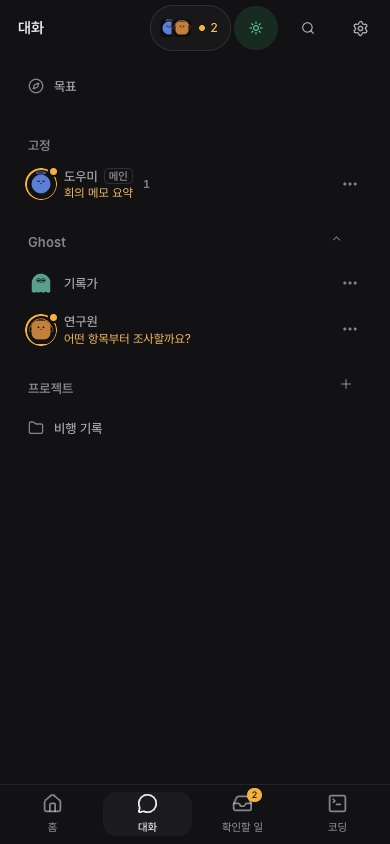 대화
2
목표
고정
도우미 메인
회의 메모 요약 1
Ghost
기록가
연구원
어떤 항목부터 조사할까요?
프로젝트
비행 기록
2
홈
대화
확인할 일
코딩